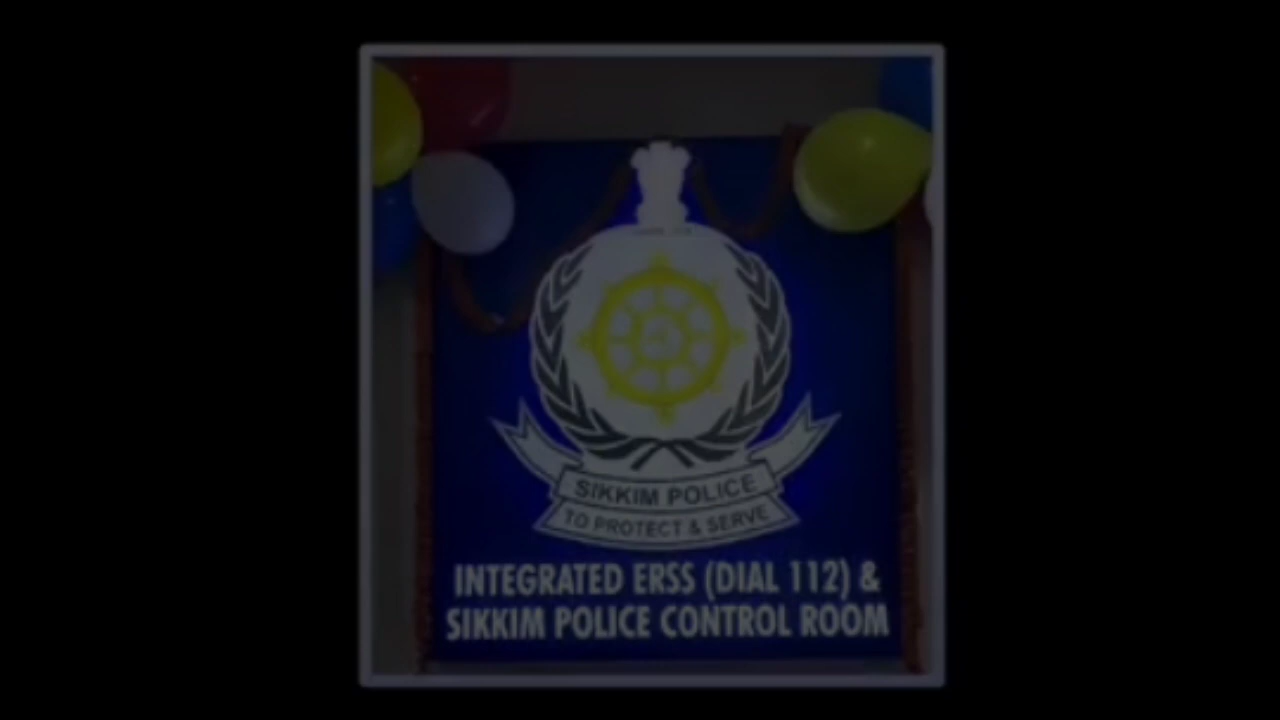 SIKKIM POLICE
TO PROTECT & SERVE
INTEGRATED ERSS (DIAL 112) &
SIKKIM POLICE CONTROL ROOM